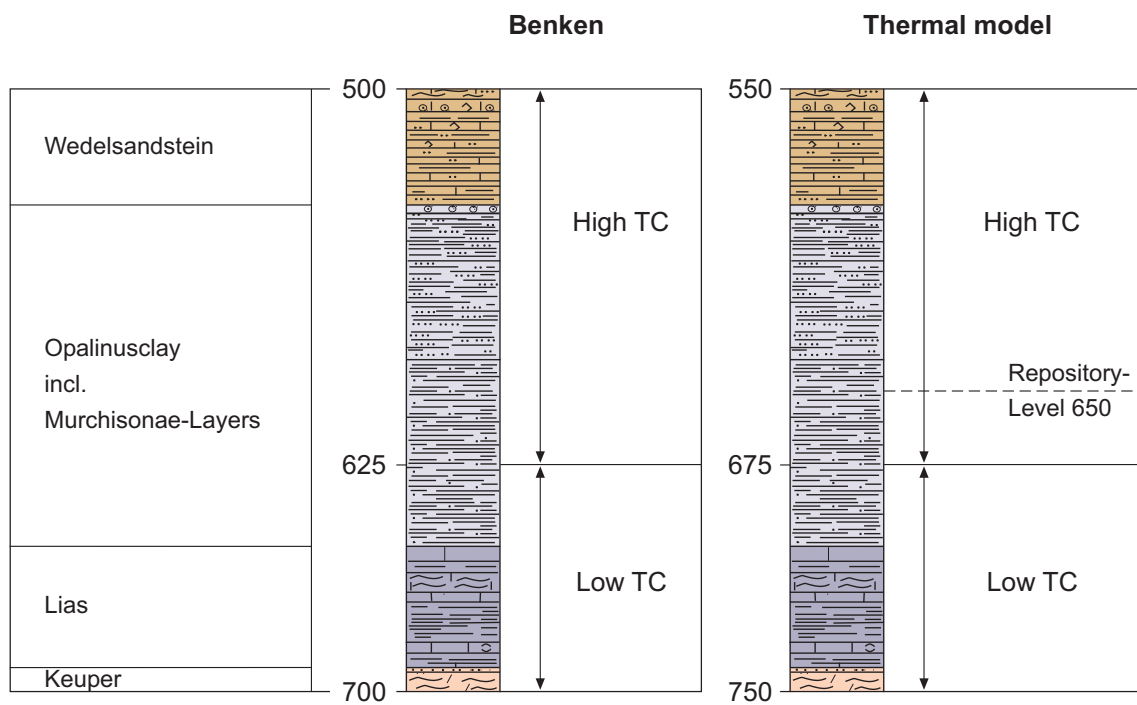 Benken
Thermal model
500
550
Wedelsandstein
High TC
High TC
Opalinusclay
incl.
Murchisonae-Layers
Repository-
Level 650
625
675
Low TC
Low TC
Lias
Keuper
700
750